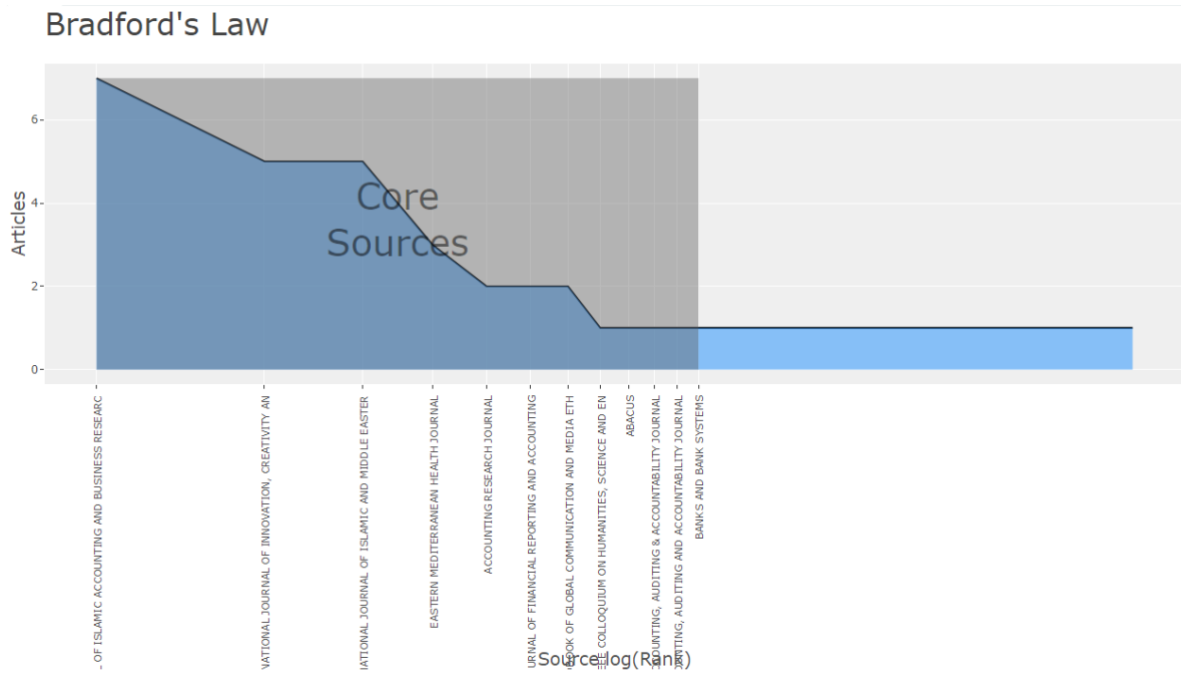 Bradford's Law
6
4
2
0
Articles
Core
Sources
OF ISLAMIC ACCOUNTING AND BUSINESS RESEARC
NATIONAL JOURNAL OF INNOVATION, CREATIVITY AN
NATIONAL JOURNAL OF ISLAMIC AND MIDDLE EASTER
EASTERN MEDITERRANEAN HEALTH JOURNAL
ACCOUNTING RESEARCH JOURNAL
URNAL OF FINANCIAL REPORTING AND ACCOUNTING
OF GLOBAL COMMUNICATION AND MEDIA ETH
COLLOQUIUM ON HUMANITIES, SCIENCE AND EN
ABACUS
AUDITING & ACCOUNTABILITY JOURNAL
AUDITING AND ACCOUNTABILITY JOURNAL
BANKS AND BANK SYSTEMS
Source log(Rank)